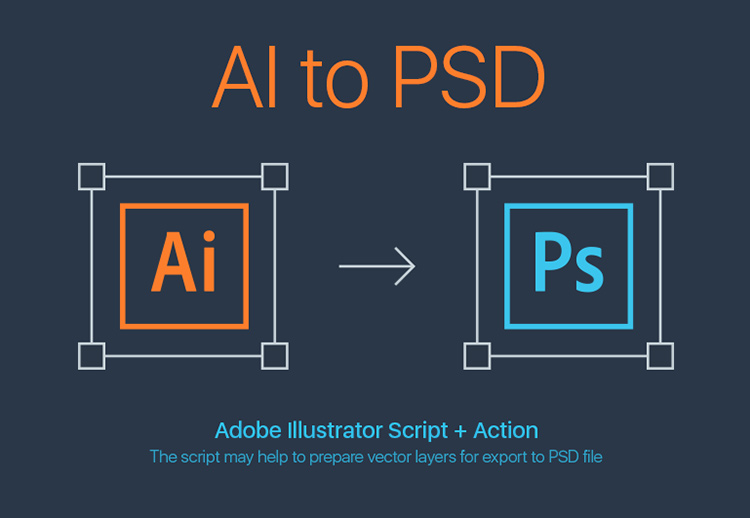 AI to PSD
Ai
Ps
Adobe Illustrator Script + Action
The script may help to prepare vector layers for export to PSD file